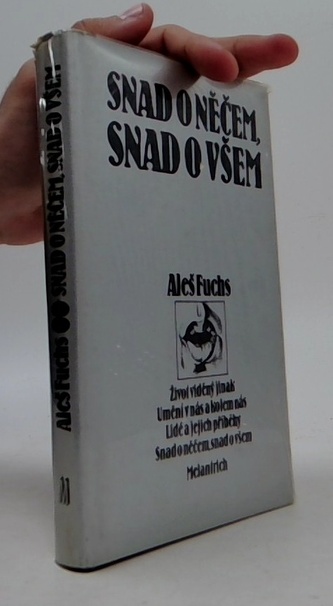 SNAD O NĚČEM,
SNAD O VŠEM
Aleš Fuchs
Život viděný jinak
Umění v nás a kolem nás
Lidé a jejich příběhy
Snad o něčem, snad o všem
Melantrich
Aleš Fuchs SNAD O NĚČEM, SNAD O VŠEM
M